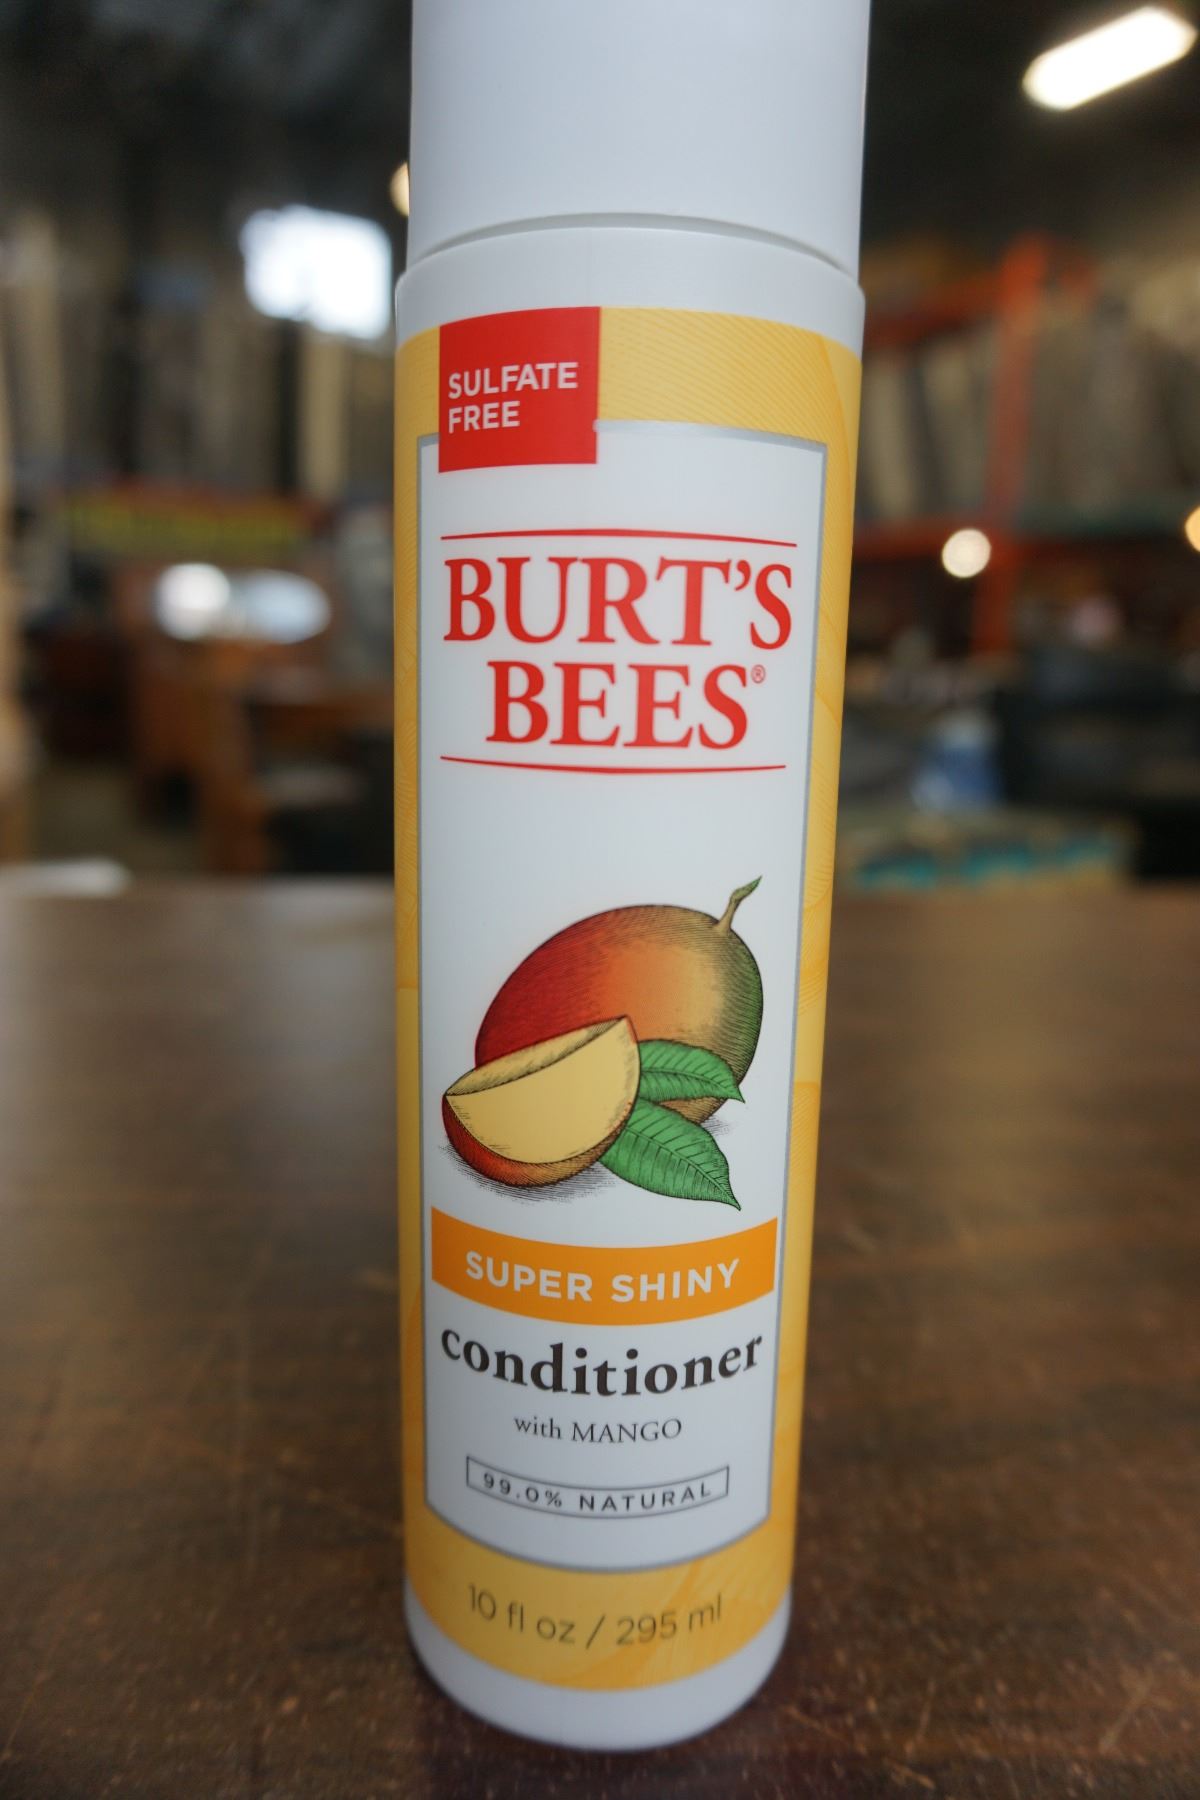 SULFATE
FREE
BURT'S
BEES®
SUPER SHINY
conditioner
with MANGO
99.0% NATURAL
10 fl oz / 295 ml